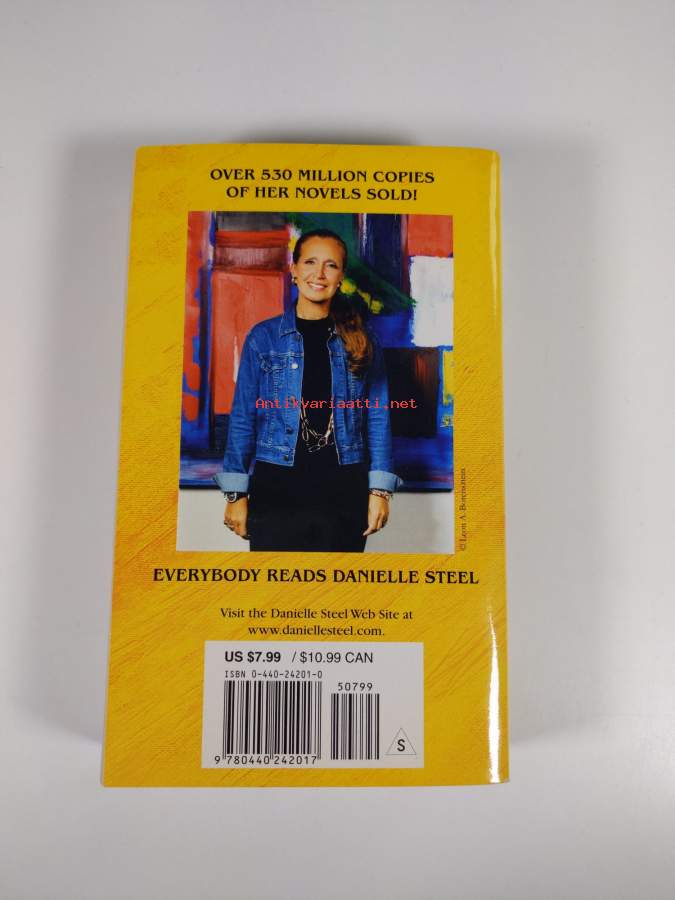 OVER 530 MILLION COPIES
OF HER NOVELS SOLD!
Antikvariaatti.net
© Leon A. Borensztein
EVERYBODY READS DANIELLE STEEL
Visit the Danielle Steel Web Site at
www.daniellesteel.com.
US $7.99 / $10.99 CAN
ISBN 0-440-24201-0
50799
S
9 780440 242017